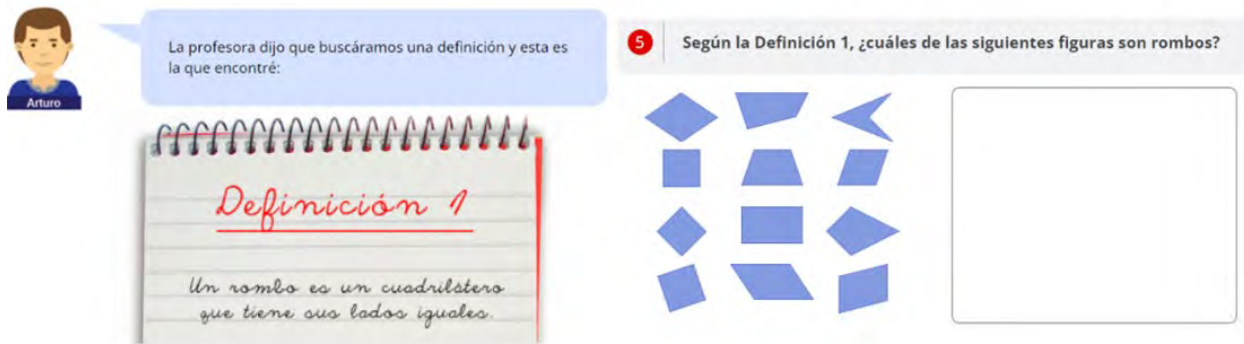 La profesora dijo que buscáramos una definición y esta es
la que encontré:
Arturo
Definición 1
Un rombo es un cuadrilátero
que tiene sus lados iguales.
5
Según la Definición 1, ¿cuáles de las siguientes figuras son rombos?